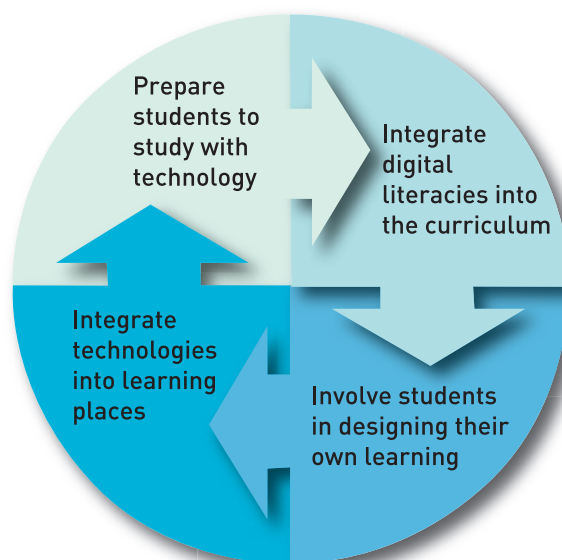 Prepare
students to
study with
technology
Integrate
digital
literacies into
the curriculum
Involve students
in designing their
own learning
Integrate
technologies
into learning
places